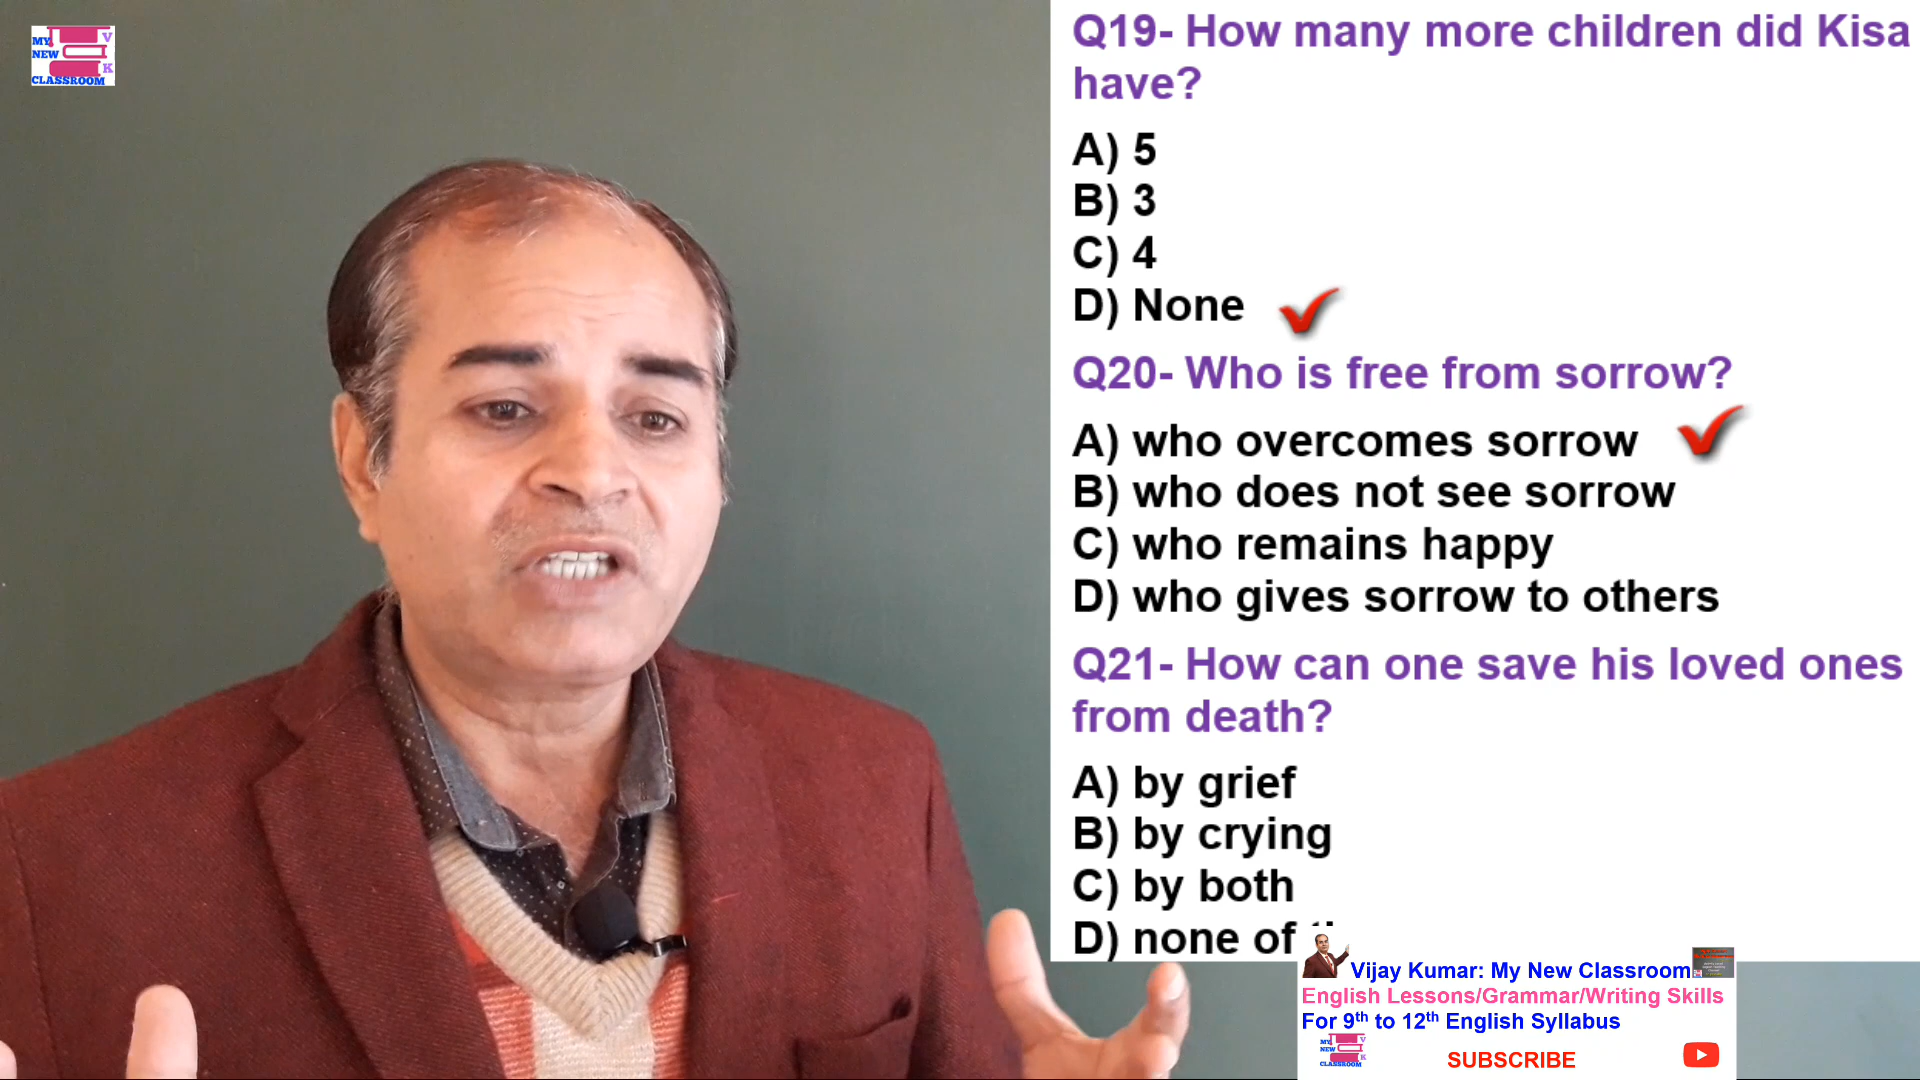 MY
NEW
CLASSROOM
V
K
Q19- How many more children did Kisa
have?
A) 5
B) 3
C) 4
D) None
Q20- Who is free from sorrow?
A) who overcomes sorrow
B) who does not see sorrow
C) who remains happy
D) who gives sorrow to others
Q21- How can one save his loved ones
from death?
A) by grief
B) by crying
C) by both
D) none of
Vijay Kumar: My New Classroom
English Lessons/Grammar/Writing Skills
For 9th to 12th English Syllabus
MY
NEW
CLASSROOM
V
K
SUBSCRIBE